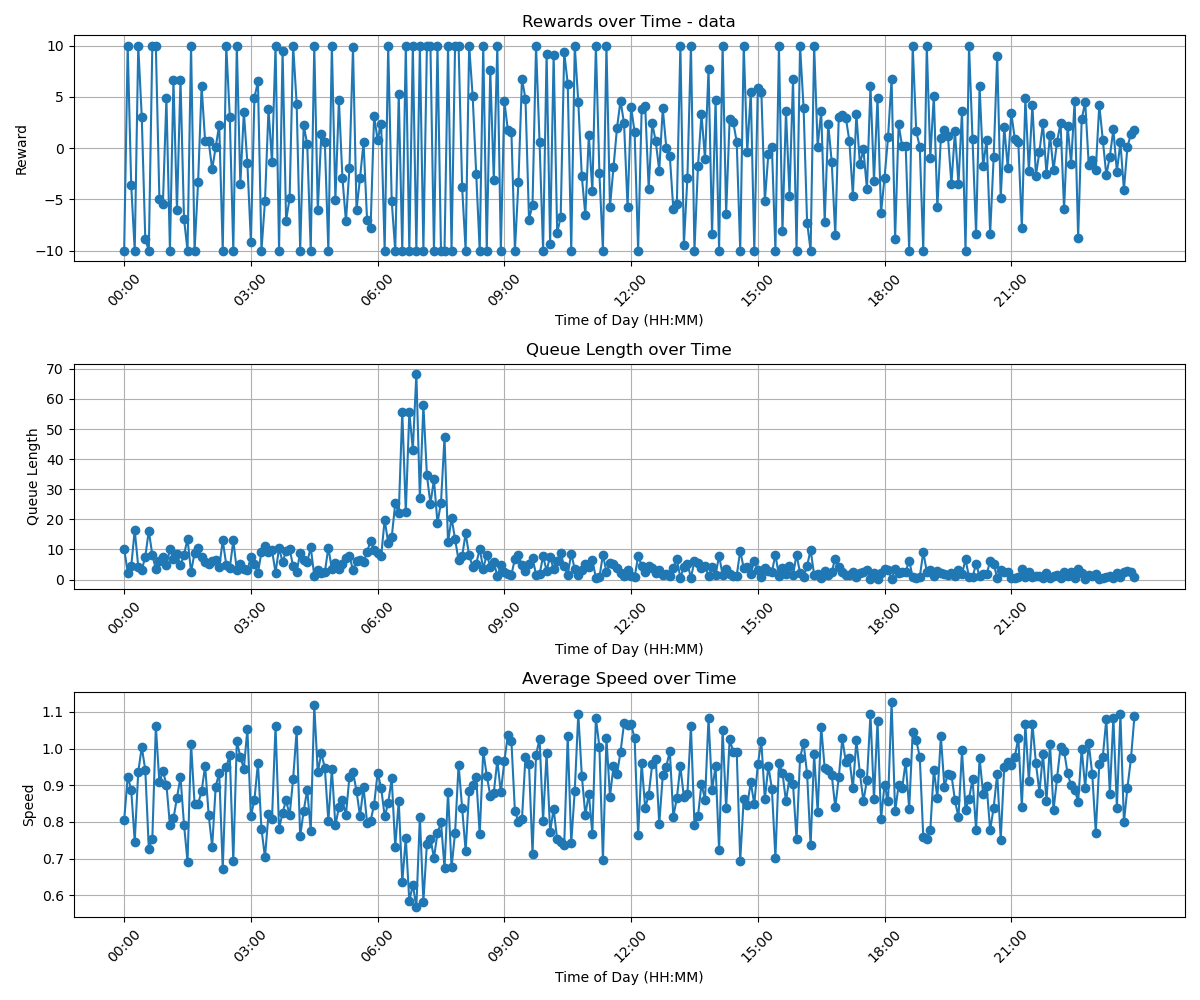 Rewards over Time - data
10
5
0
−5
−10
Reward
00:00 03:00 06:00 09:00 12:00 15:00 18:00 21:00
Time of Day (HH:MM)
Queue Length over Time
70
60
50
40
30
20
10
0
Queue Length
00:00 03:00 06:00 09:00 12:00 15:00 18:00 21:00
Time of Day (HH:MM)
Average Speed over Time
1.1
1.0
0.9
0.8
0.7
0.6
Speed
00:00 03:00 06:00 09:00 12:00 15:00 18:00 21:00
Time of Day (HH:MM)